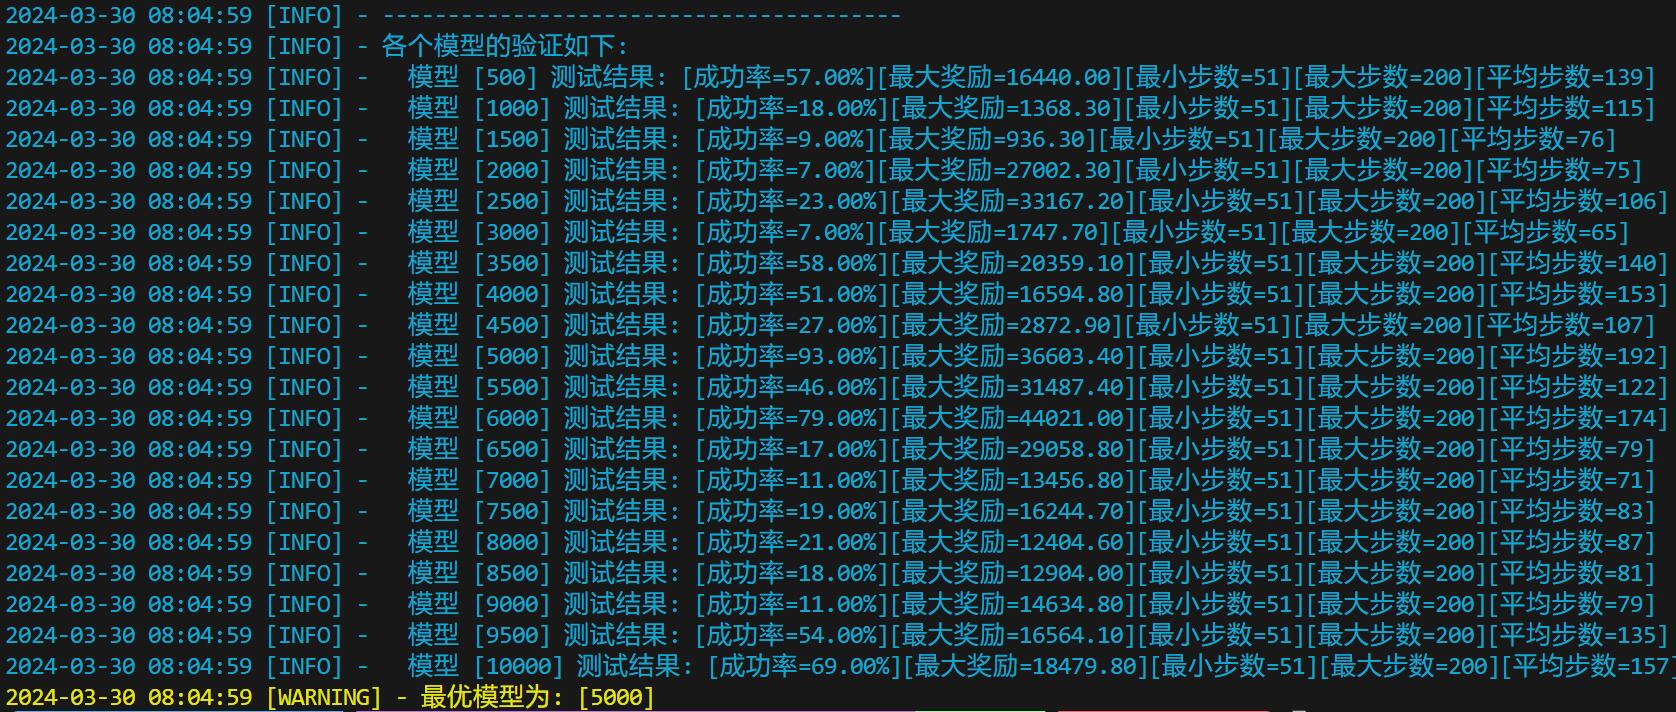 2024-03-30 08:04:59 [INFO] - ----------------------------------------
2024-03-30 08:04:59 [INFO] - 各个模型的验证如下:
2024-03-30 08:04:59 [INFO] -   模型 [500] 测试结果: [成功率=57.00%][最大奖励=16440.00][最小步数=51][最大步数=200][平均步数=139]
2024-03-30 08:04:59 [INFO] -   模型 [1000] 测试结果: [成功率=18.00%][最大奖励=1368.30][最小步数=51][最大步数=200][平均步数=115]
2024-03-30 08:04:59 [INFO] -   模型 [1500] 测试结果: [成功率=9.00%][最大奖励=936.30][最小步数=51][最大步数=200][平均步数=76]
2024-03-30 08:04:59 [INFO] -   模型 [2000] 测试结果: [成功率=7.00%][最大奖励=27002.30][最小步数=51][最大步数=200][平均步数=75]
2024-03-30 08:04:59 [INFO] -   模型 [2500] 测试结果: [成功率=23.00%][最大奖励=33167.20][最小步数=51][最大步数=200][平均步数=106]
2024-03-30 08:04:59 [INFO] -   模型 [3000] 测试结果: [成功率=7.00%][最大奖励=1747.70][最小步数=51][最大步数=200][平均步数=65]
2024-03-30 08:04:59 [INFO] -   模型 [3500] 测试结果: [成功率=58.00%][最大奖励=20359.10][最小步数=51][最大步数=200][平均步数=140]
2024-03-30 08:04:59 [INFO] -   模型 [4000] 测试结果: [成功率=51.00%][最大奖励=16594.80][最小步数=51][最大步数=200][平均步数=153]
2024-03-30 08:04:59 [INFO] -   模型 [4500] 测试结果: [成功率=27.00%][最大奖励=2872.90][最小步数=51][最大步数=200][平均步数=107]
2024-03-30 08:04:59 [INFO] -   模型 [5000] 测试结果: [成功率=93.00%][最大奖励=36603.40][最小步数=51][最大步数=200][平均步数=192]
2024-03-30 08:04:59 [INFO] -   模型 [5500] 测试结果: [成功率=46.00%][最大奖励=31487.40][最小步数=51][最大步数=200][平均步数=122]
2024-03-30 08:04:59 [INFO] -   模型 [6000] 测试结果: [成功率=79.00%][最大奖励=44021.00][最小步数=51][最大步数=200][平均步数=174]
2024-03-30 08:04:59 [INFO] -   模型 [6500] 测试结果: [成功率=17.00%][最大奖励=29058.80][最小步数=51][最大步数=200][平均步数=79]
2024-03-30 08:04:59 [INFO] -   模型 [7000] 测试结果: [成功率=11.00%][最大奖励=13456.80][最小步数=51][最大步数=200][平均步数=71]
2024-03-30 08:04:59 [INFO] -   模型 [7500] 测试结果: [成功率=19.00%][最大奖励=16244.70][最小步数=51][最大步数=200][平均步数=83]
2024-03-30 08:04:59 [INFO] -   模型 [8000] 测试结果: [成功率=21.00%][最大奖励=12404.60][最小步数=51][最大步数=200][平均步数=87]
2024-03-30 08:04:59 [INFO] -   模型 [8500] 测试结果: [成功率=18.00%][最大奖励=12904.00][最小步数=51][最大步数=200][平均步数=81]
2024-03-30 08:04:59 [INFO] -   模型 [9000] 测试结果: [成功率=11.00%][最大奖励=14634.80][最小步数=51][最大步数=200][平均步数=79]
2024-03-30 08:04:59 [INFO] -   模型 [9500] 测试结果: [成功率=54.00%][最大奖励=16564.10][最小步数=51][最大步数=200][平均步数=135]
2024-03-30 08:04:59 [INFO] -   模型 [10000] 测试结果: [成功率=69.00%][最大奖励=18479.80][最小步数=51][最大步数=200][平均步数=157]
2024-03-30 08:04:59 [WARNING] - 最优模型为: [5000]